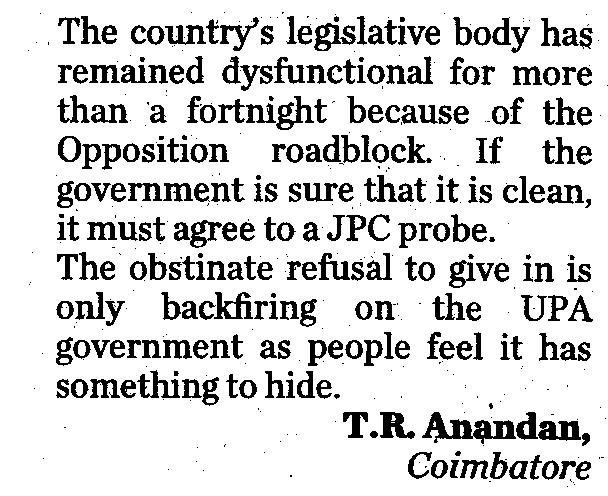 The country's legislative body has
remained dysfunctional for more
than a fortnight because of the
Opposition roadblock. If the
government is sure that it is clean,
it must agree to a JPC probe.
The obstinate refusal to give in is
only backfiring on the UPA
government as people feel it has
something to hide.
T.R. Anandan,
Coimbatore